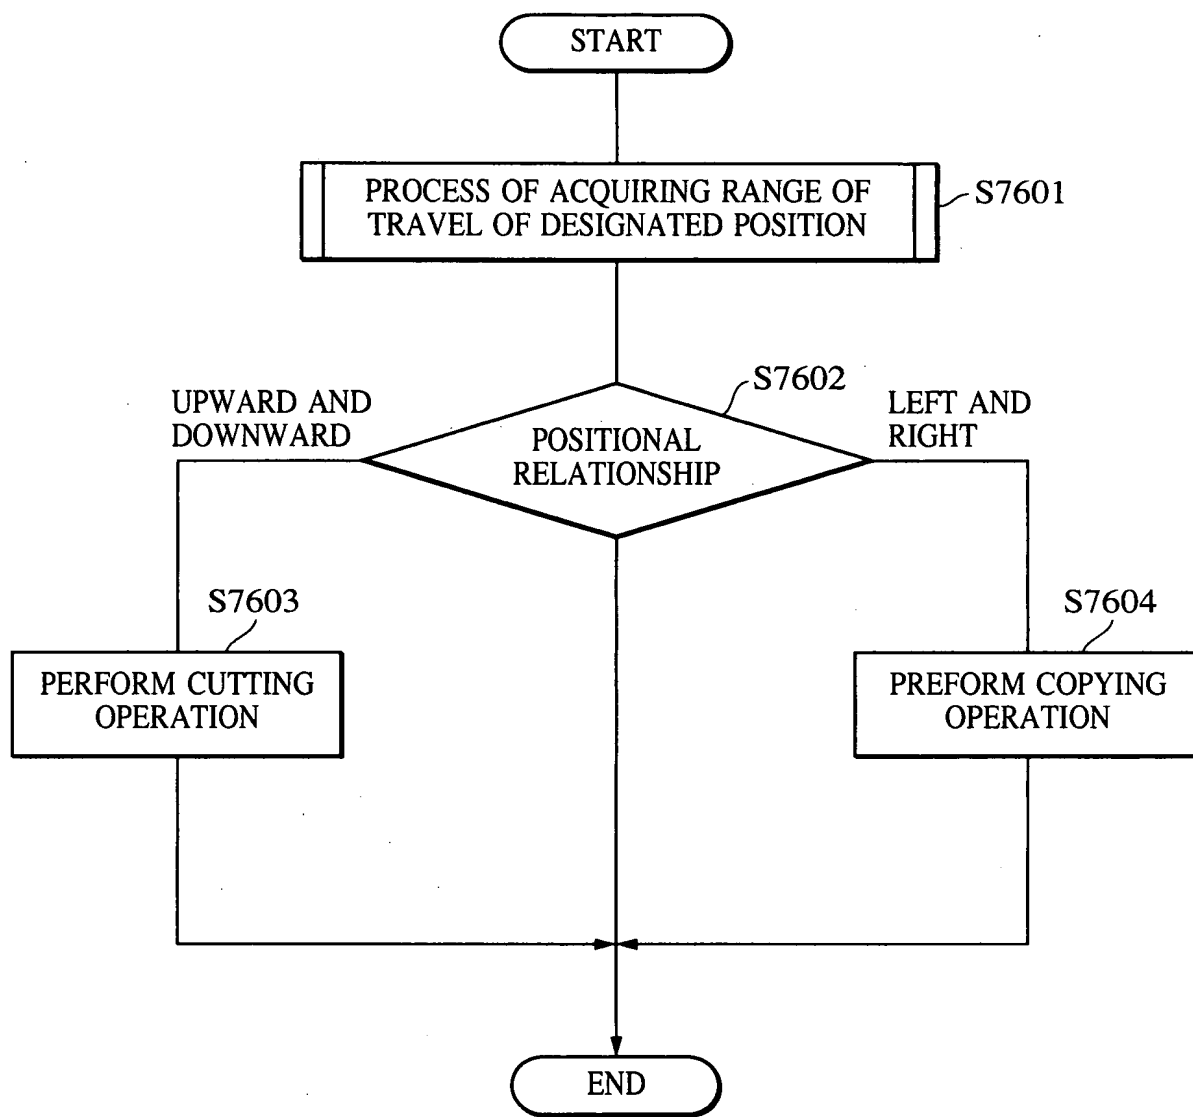 START
PROCESS OF ACQUIRING RANGE OF
TRAVEL OF DESIGNATED POSITION
S7601
S7602
UPWARD AND
DOWNWARD
POSITIONAL
RELATIONSHIP
LEFT AND
RIGHT
S7603
PERFORM CUTTING
OPERATION
S7604
PREFORM COPYING
OPERATION
END